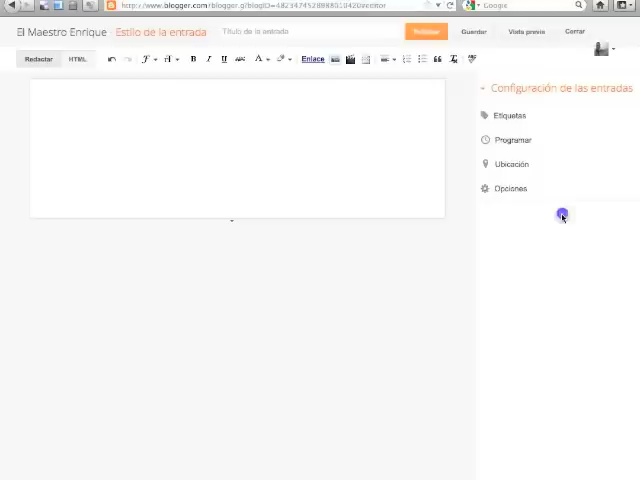 Google
El Maestro Enrique Estilo de la entrada Título de la entrada Guardar Vista previa Cerrar
Redactar HTML Enlace
Configuración de las entradas
Etiquetas
Programar
Ubicación
Opciones